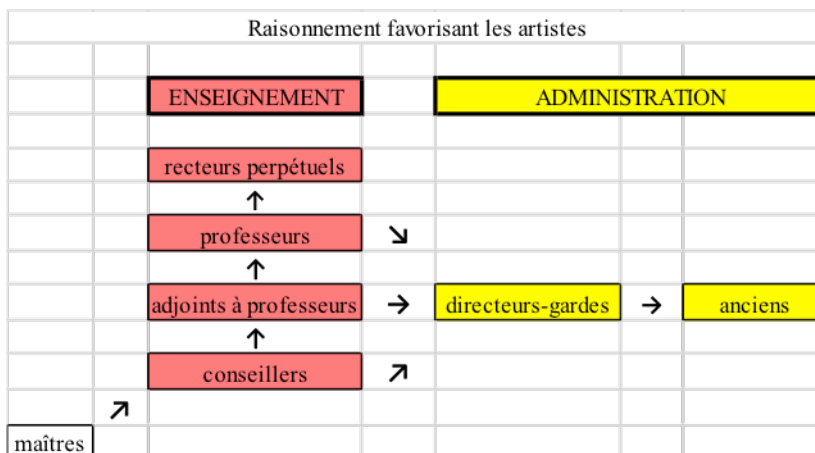 Raisonnement favorisant les artistes
ENSEIGNEMENT ADMINISTRATION
recteurs perpétuels
↑
professeurs ↘
↑
adjoints à professeurs → directeurs-gardes → anciens
↑
conseillers ↗
↗
maîtres